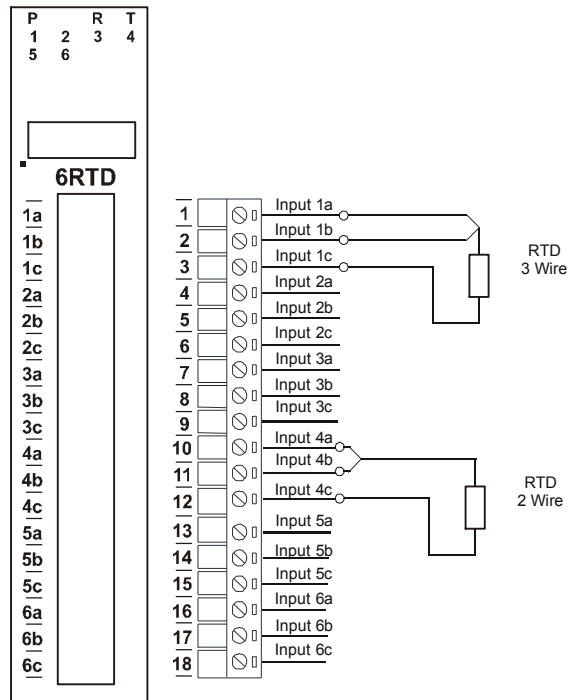 P R T
1 2 3 4
5 6
6RTD
1a
1b
1c
2a
2b
2c
3a
3b
3c
4a
4b
4c
5a
5b
5c
6a
6b
6c
1 Input 1a
2 Input 1b
3 Input 1c
4 Input 2a
5 Input 2b
6 Input 2c
7 Input 3a
8 Input 3b
9 Input 3c
10 Input 4a
11 Input 4b
12 Input 4c
13 Input 5a
14 Input 5b
15 Input 5c
16 Input 6a
17 Input 6b
18 Input 6c
RTD
3 Wire
RTD
2 Wire